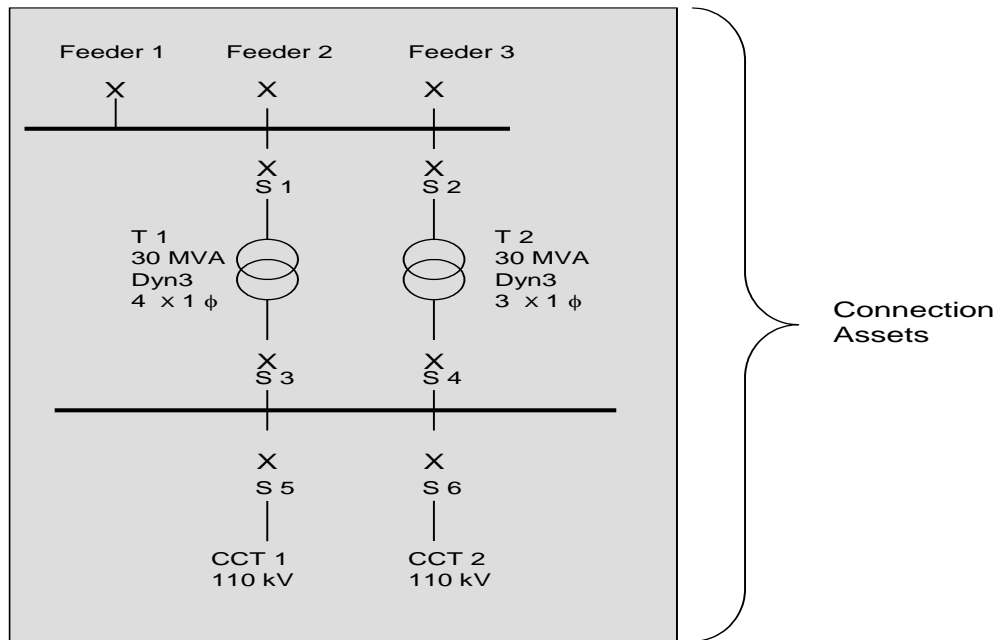 Feeder 1 Feeder 2 Feeder 3
X X X
X X
S 1 S 2
T 1
30 MVA
Dyn3
4 x 1 ϕ
T 2
30 MVA
Dyn3
3 x 1 ϕ
Connection
Assets
X X
S 3 S 4
X X
S 5 S 6
CCT 1
110 kV
CCT 2
110 kV